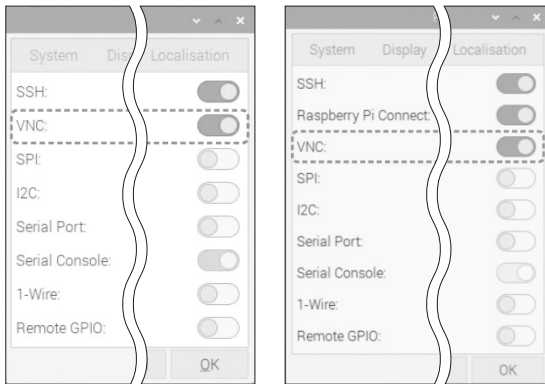 System Disp Localisation
SSH:
VNC:
SPI:
I2C:
Serial Port:
Serial Console:
1-Wire:
Remote GPIO:
OK
System Display Localisation
SSH:
Raspberry Pi Connect:
VNC:
SPI:
I2C:
Serial Port:
Serial Console:
1-Wire:
Remote GPIO:
OK